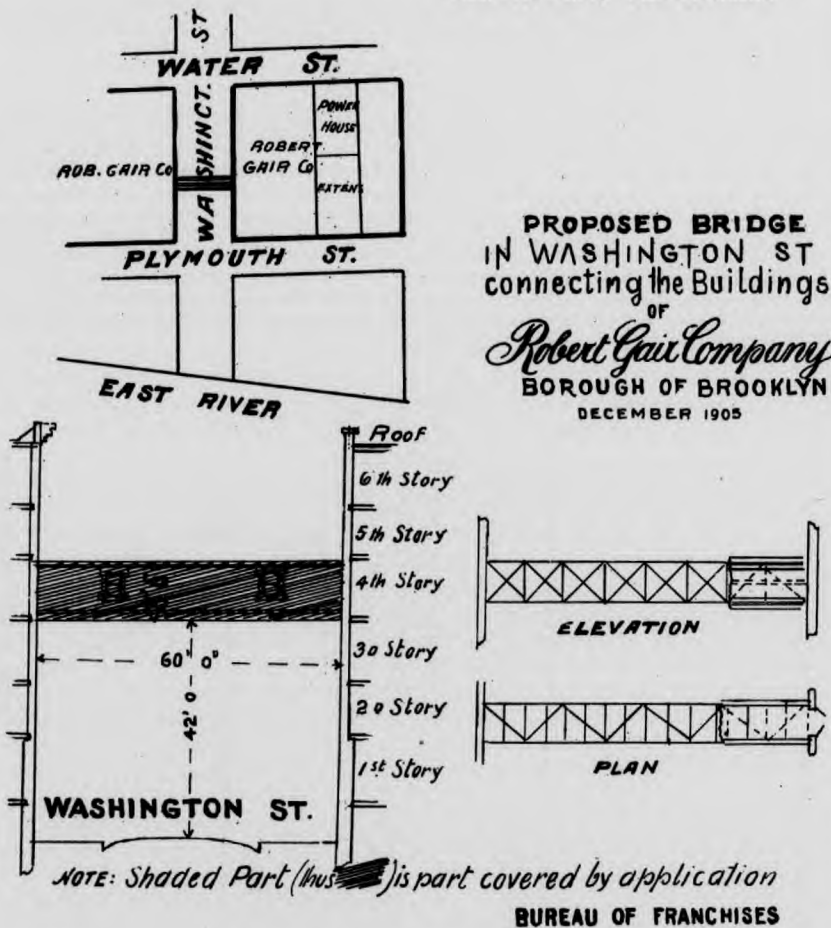 ST
WATER ST.
WASHINCT.
POWER
HOUSE
ROB. GAIR Co
ROBERT
GAIR Co
EXTENS
PLYMOUTH ST.
EAST RIVER
PROPOSED BRIDGE
IN WASHINGTON ST
connecting the Buildings
OF
Robert Gair Company
BOROUGH OF BROOKLYN
DECEMBER 1905
Roof
6th Story
5th Story
4th Story
3d Story
2d Story
1st Story
60' 0"
42' 0
WASHINGTON ST.
ELEVATION
PLAN
NOTE: Shaded Part (thus ) is part covered by application
BUREAU OF FRANCHISES